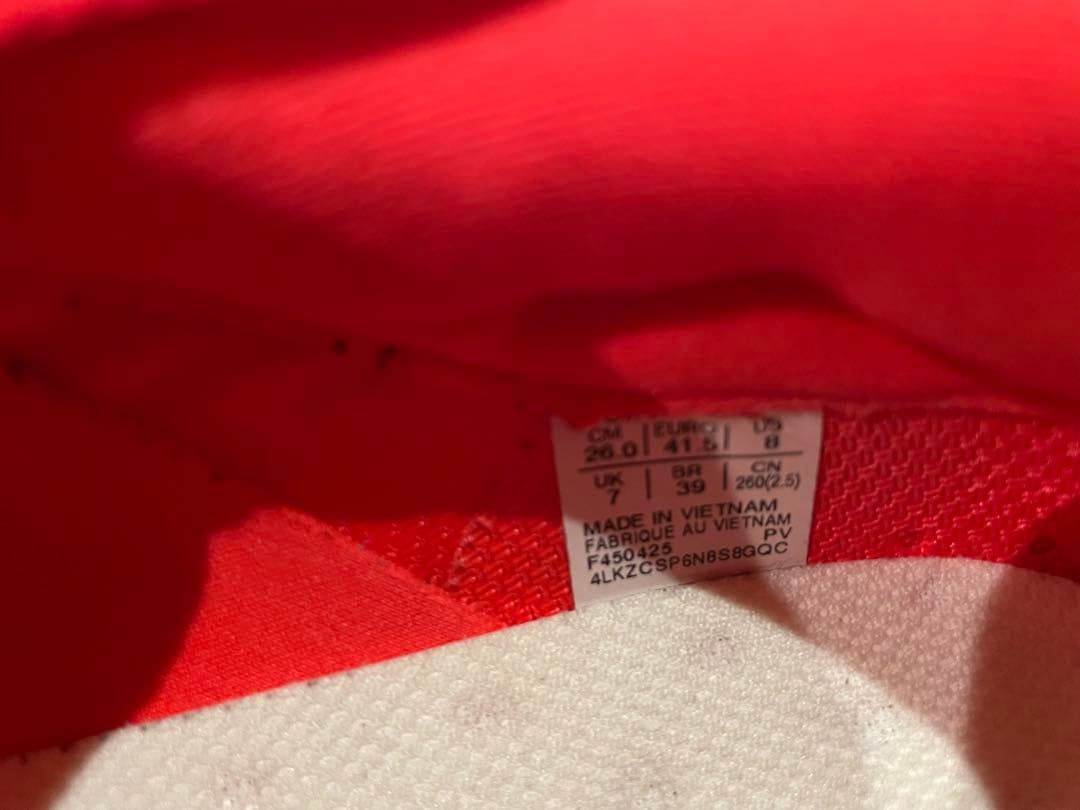 CM | EURO | US
26.0 | 41.5 | 8
UK | BR | CN
7 | 39 | 260(2.5)
MADE IN VIETNAM
FABRIQUE AU VIETNAM
F450425 PV
4LKZCSP6N8S8GQC